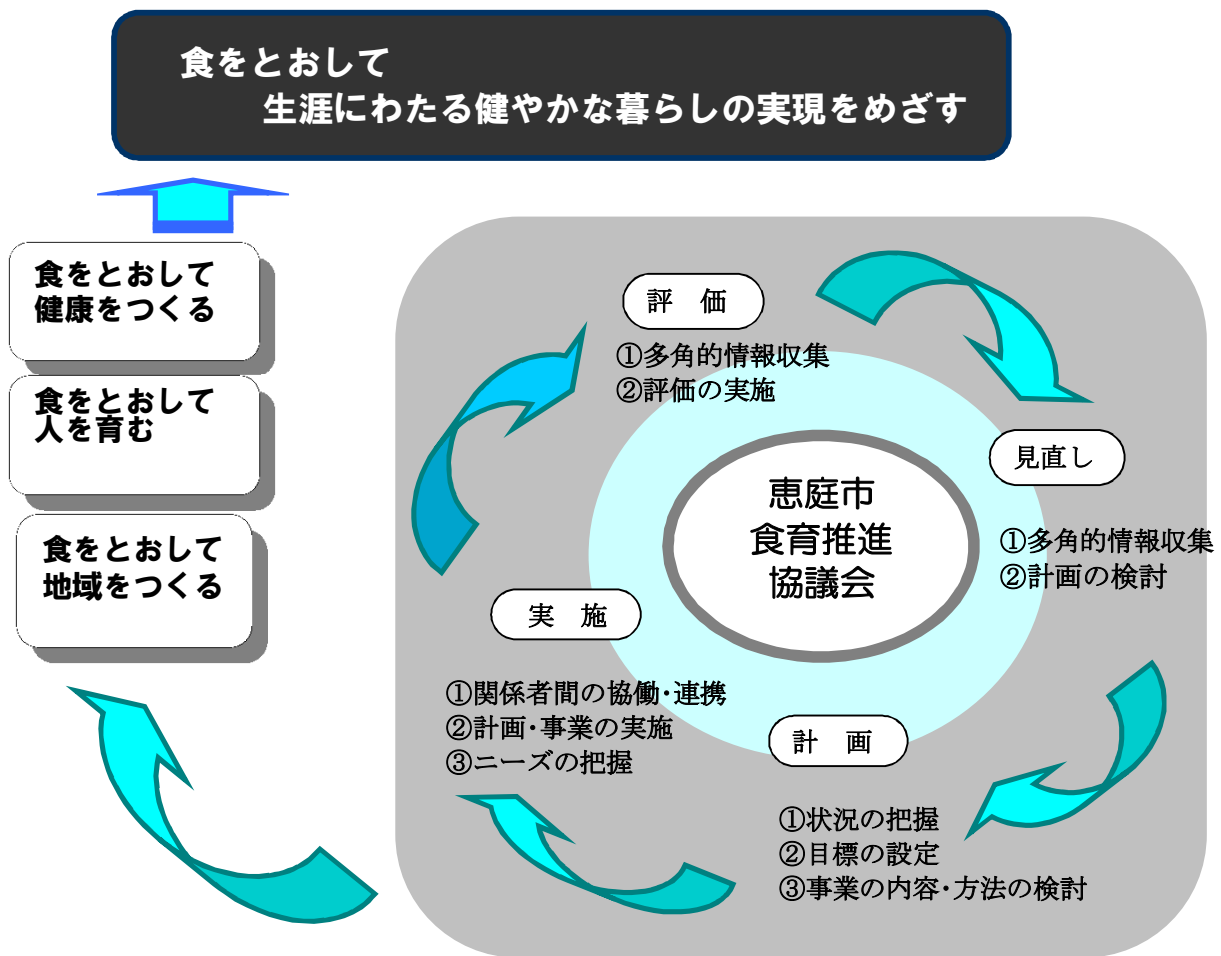 食をとおして
生涯にわたる健やかな暮らしの実現をめざす
食をとおして
健康をつくる
食をとおして
人を育む
食をとおして
地域をつくる
評　価
①多角的情報収集
②評価の実施
見直し
①多角的情報収集
②計画の検討
恵庭市
食育推進
協議会
実　施
①関係者間の協働･連携
②計画･事業の実施
③ニーズの把握
計　画
①状況の把握
②目標の設定
③事業の内容･方法の検討